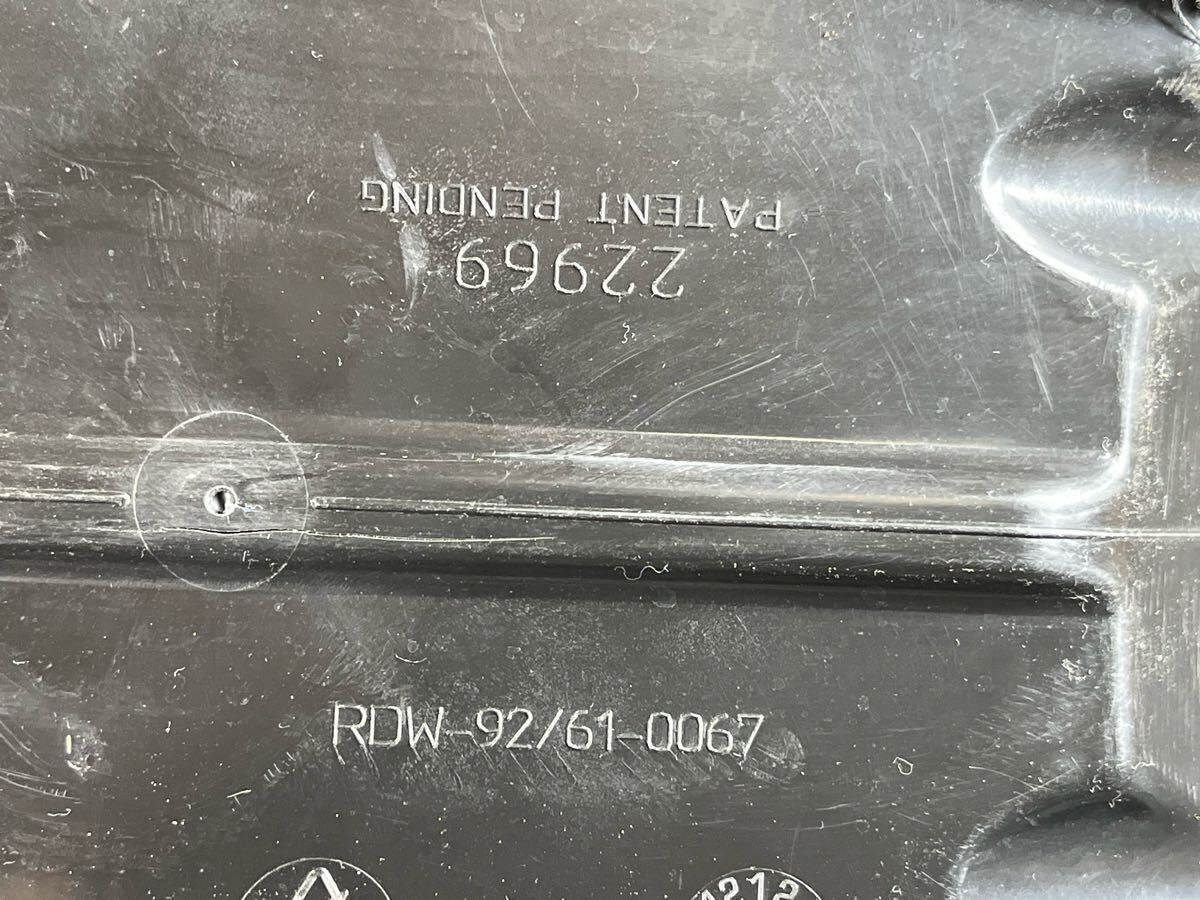 PATENT PENDING
22969
RDW-92/61-0067